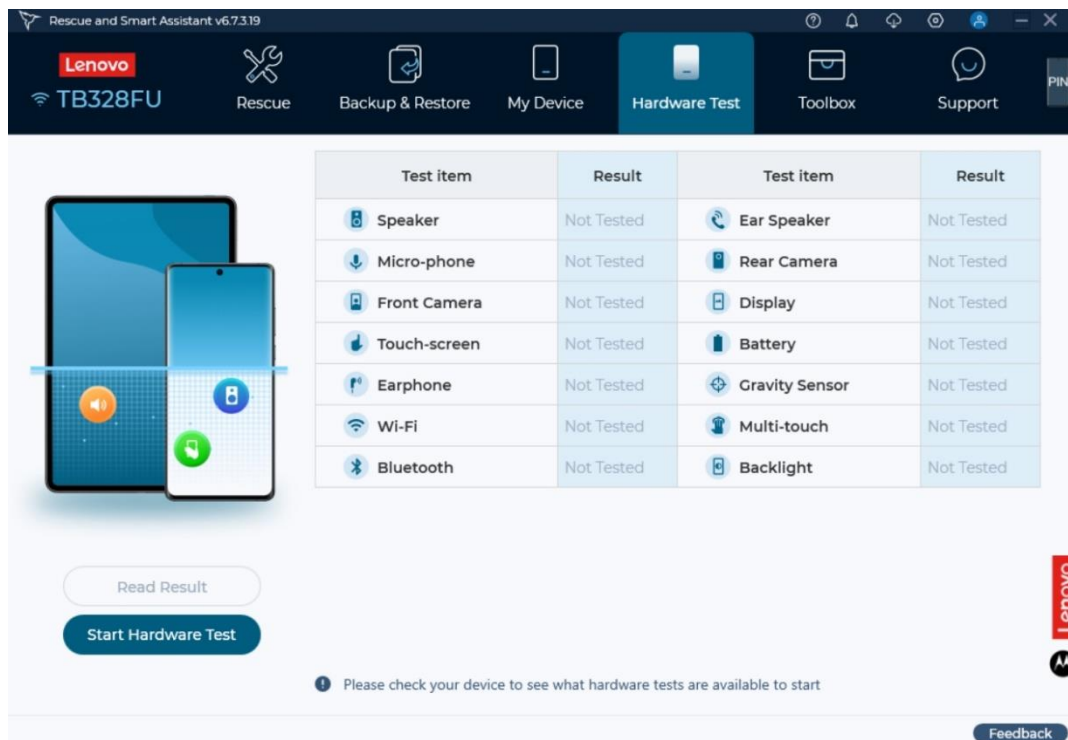 Rescue and Smart Assistant v6.7.3.19
Lenovo
TB328FU
Rescue
Backup & Restore
My Device
Hardware Test
Toolbox
Support
PIN
Test item Result Test item Result
Speaker Not Tested Ear Speaker Not Tested
Micro-phone Not Tested Rear Camera Not Tested
Front Camera Not Tested Display Not Tested
Touch-screen Not Tested Battery Not Tested
Earphone Not Tested Gravity Sensor Not Tested
Wi-Fi Not Tested Multi-touch Not Tested
Bluetooth Not Tested Backlight Not Tested
Read Result
Start Hardware Test
Lenovo
Please check your device to see what hardware tests are available to start
Feedback